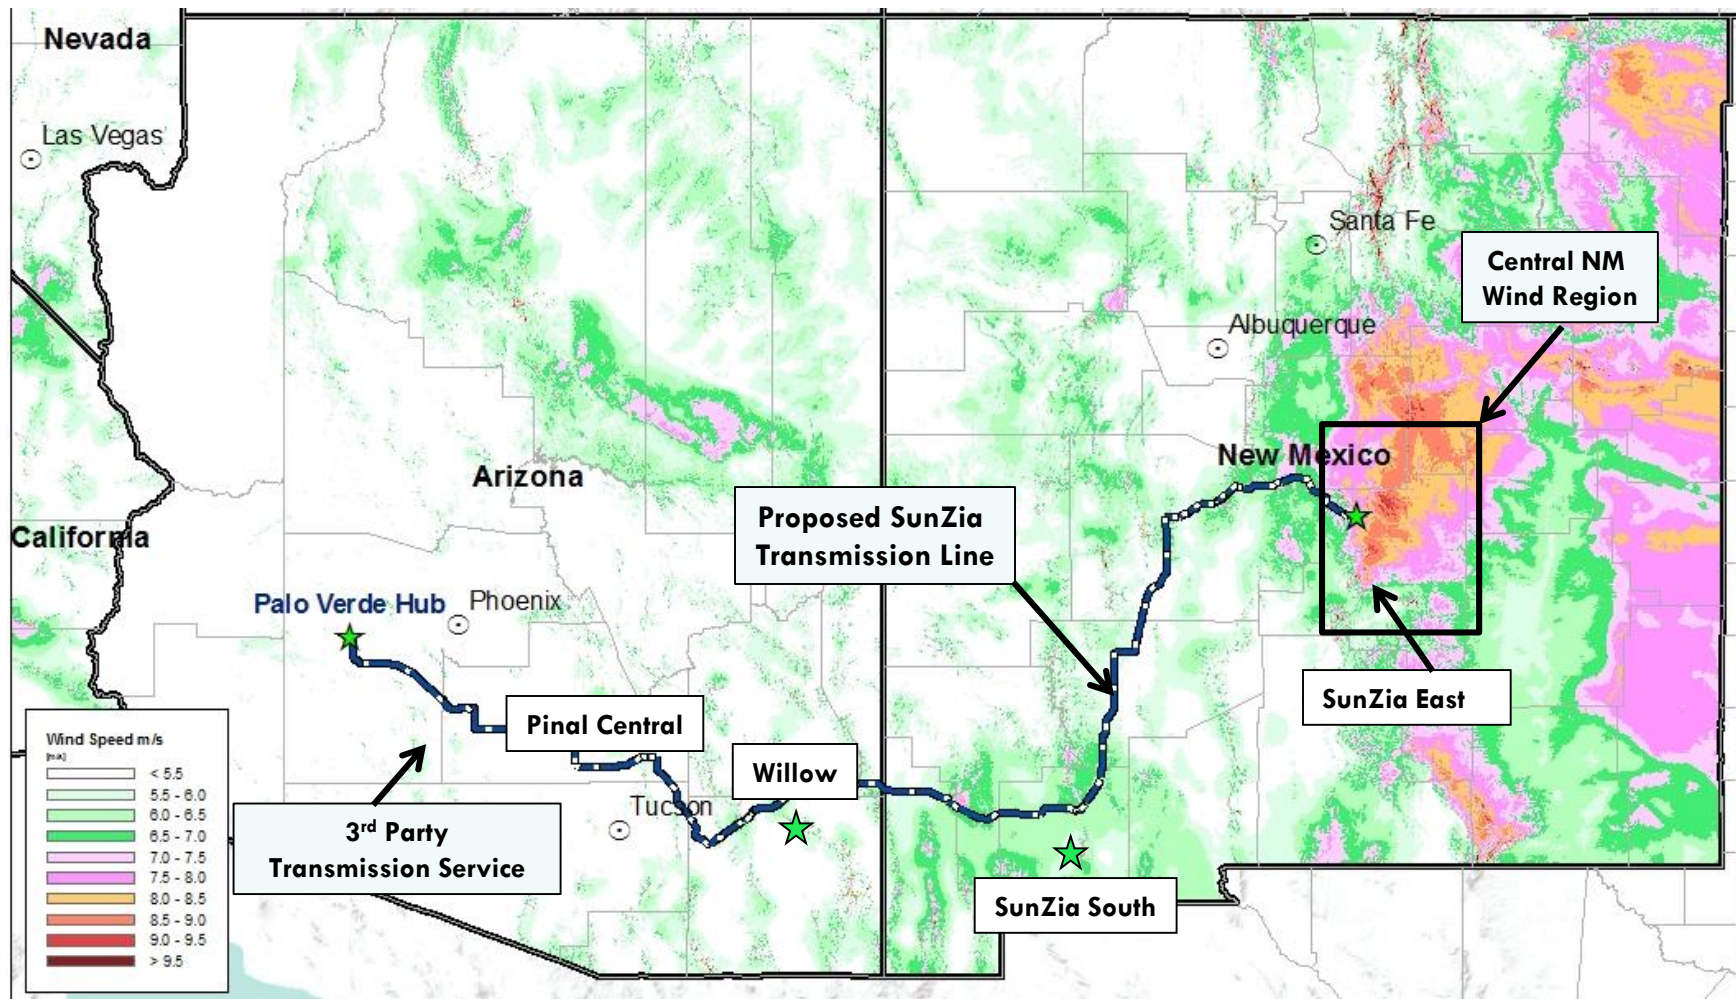 Nevada
Las Vegas
Santa Fe
Central NM
Wind Region
Albuquerque
New Mexico
Arizona
Proposed SunZia
Transmission Line
California
Palo Verde Hub
Phoenix
SunZia East
Pinal Central
Willow
Tucson
3rd Party
Transmission Service
SunZia South
Wind Speed m/s
< 5.5
5.5 - 6.0
6.0 - 6.5
6.5 - 7.0
7.0 - 7.5
7.5 - 8.0
8.0 - 8.5
8.5 - 9.0
9.0 - 9.5
> 9.5